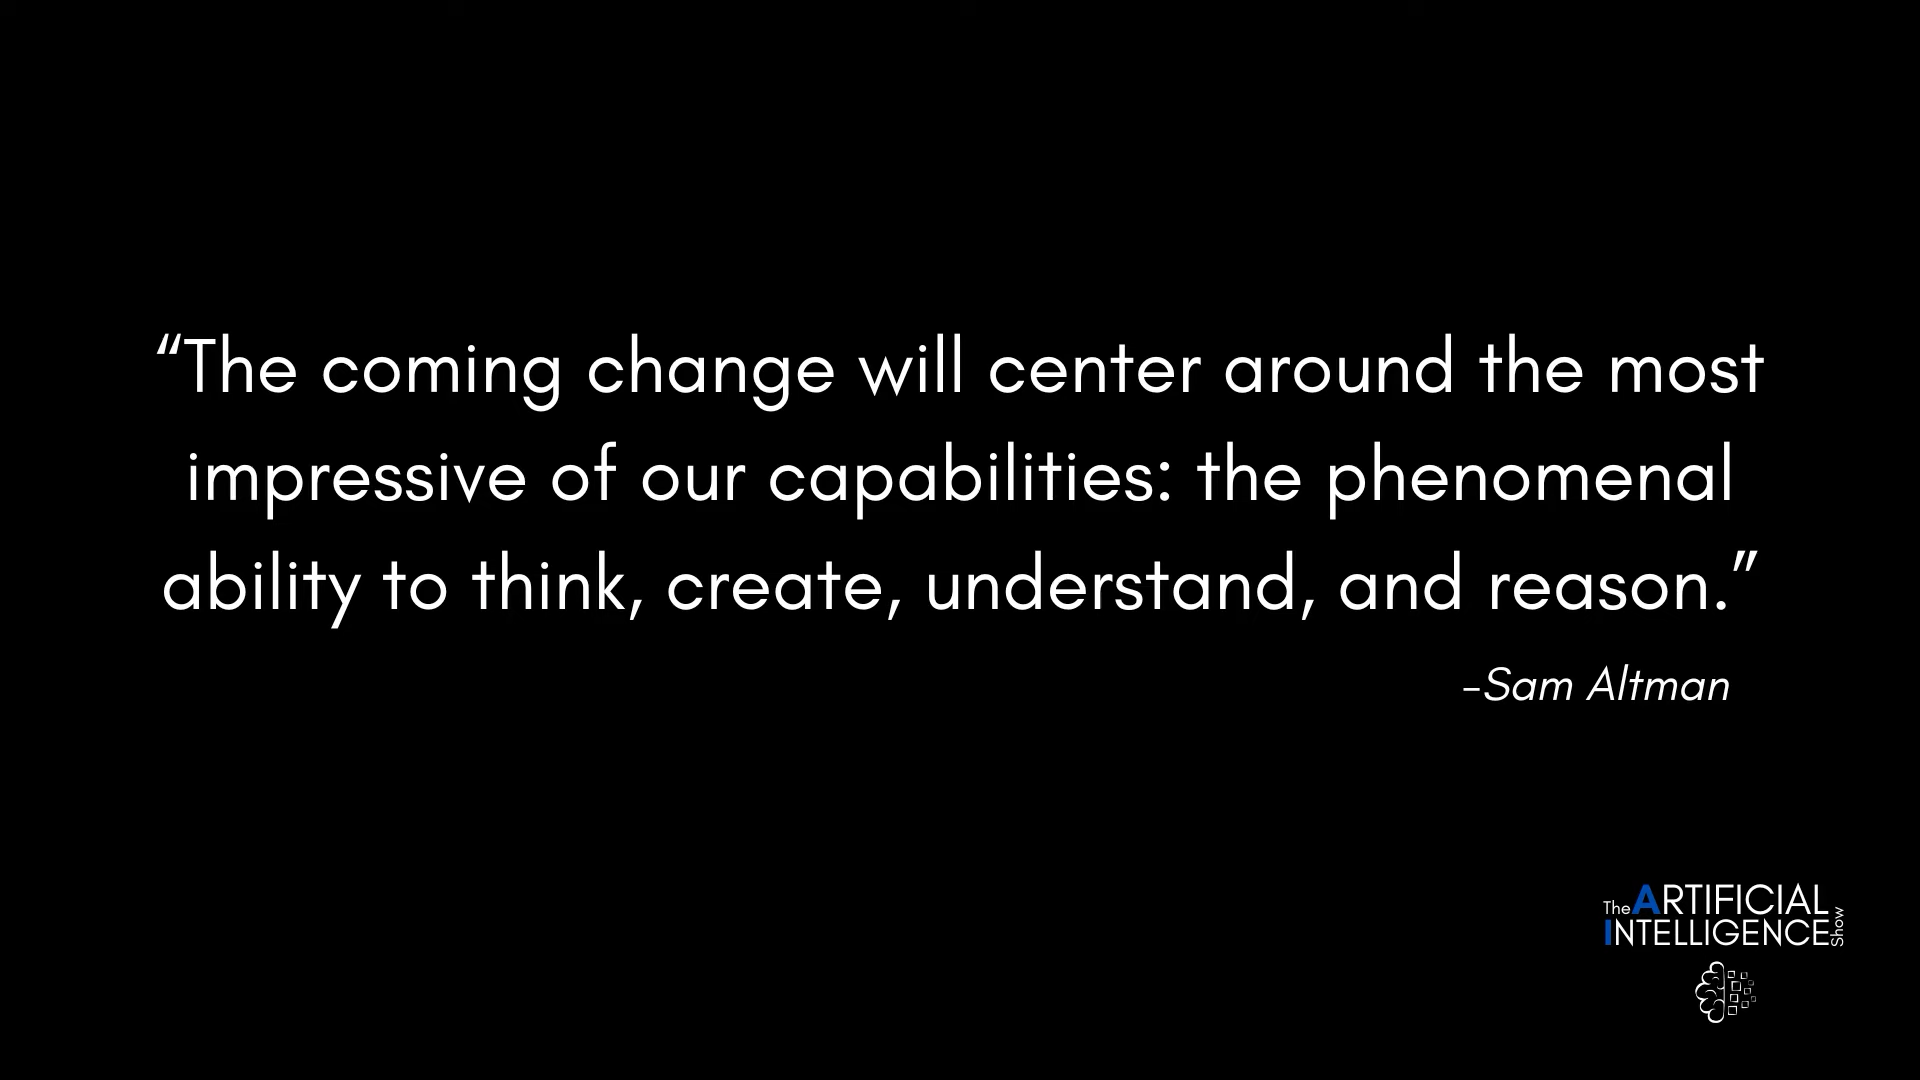 “The coming change will center around the most
impressive of our capabilities: the phenomenal
ability to think, create, understand, and reason.”
-Sam Altman
The ARTIFICIAL
INTELLIGENCE Show